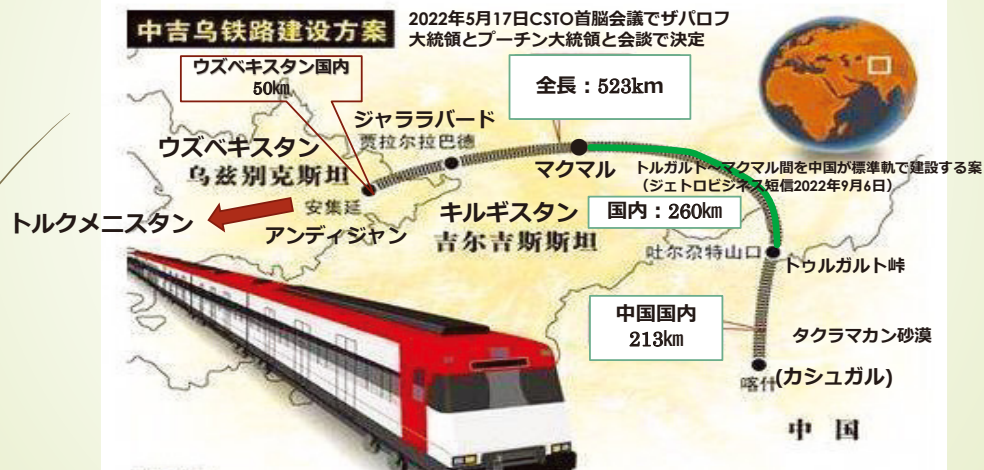 中吉乌铁路建设方案
2022年5月17日CSTO首脳会議でザパロフ
大統領とプーチン大統領と会談で決定
ウズベキスタン国内
50㎞
全長：523km
ジャララバード
贾拉尔拉巴德
ウズベキスタン
乌兹别克斯坦
マクマル
トルガルト～マクマル間を中国が標準軌で建設する案
（ジェトロビジネス短信2022年9月6日）
トルクメニスタン
安集延
アンディジャン
キルギスタン
吉尔吉斯斯坦
国内：260㎞
吐尔尕特山口
トゥルガルト峠
中国国内
213㎞
タクラマカン砂漠
喀什
(カシュガル)
中 国